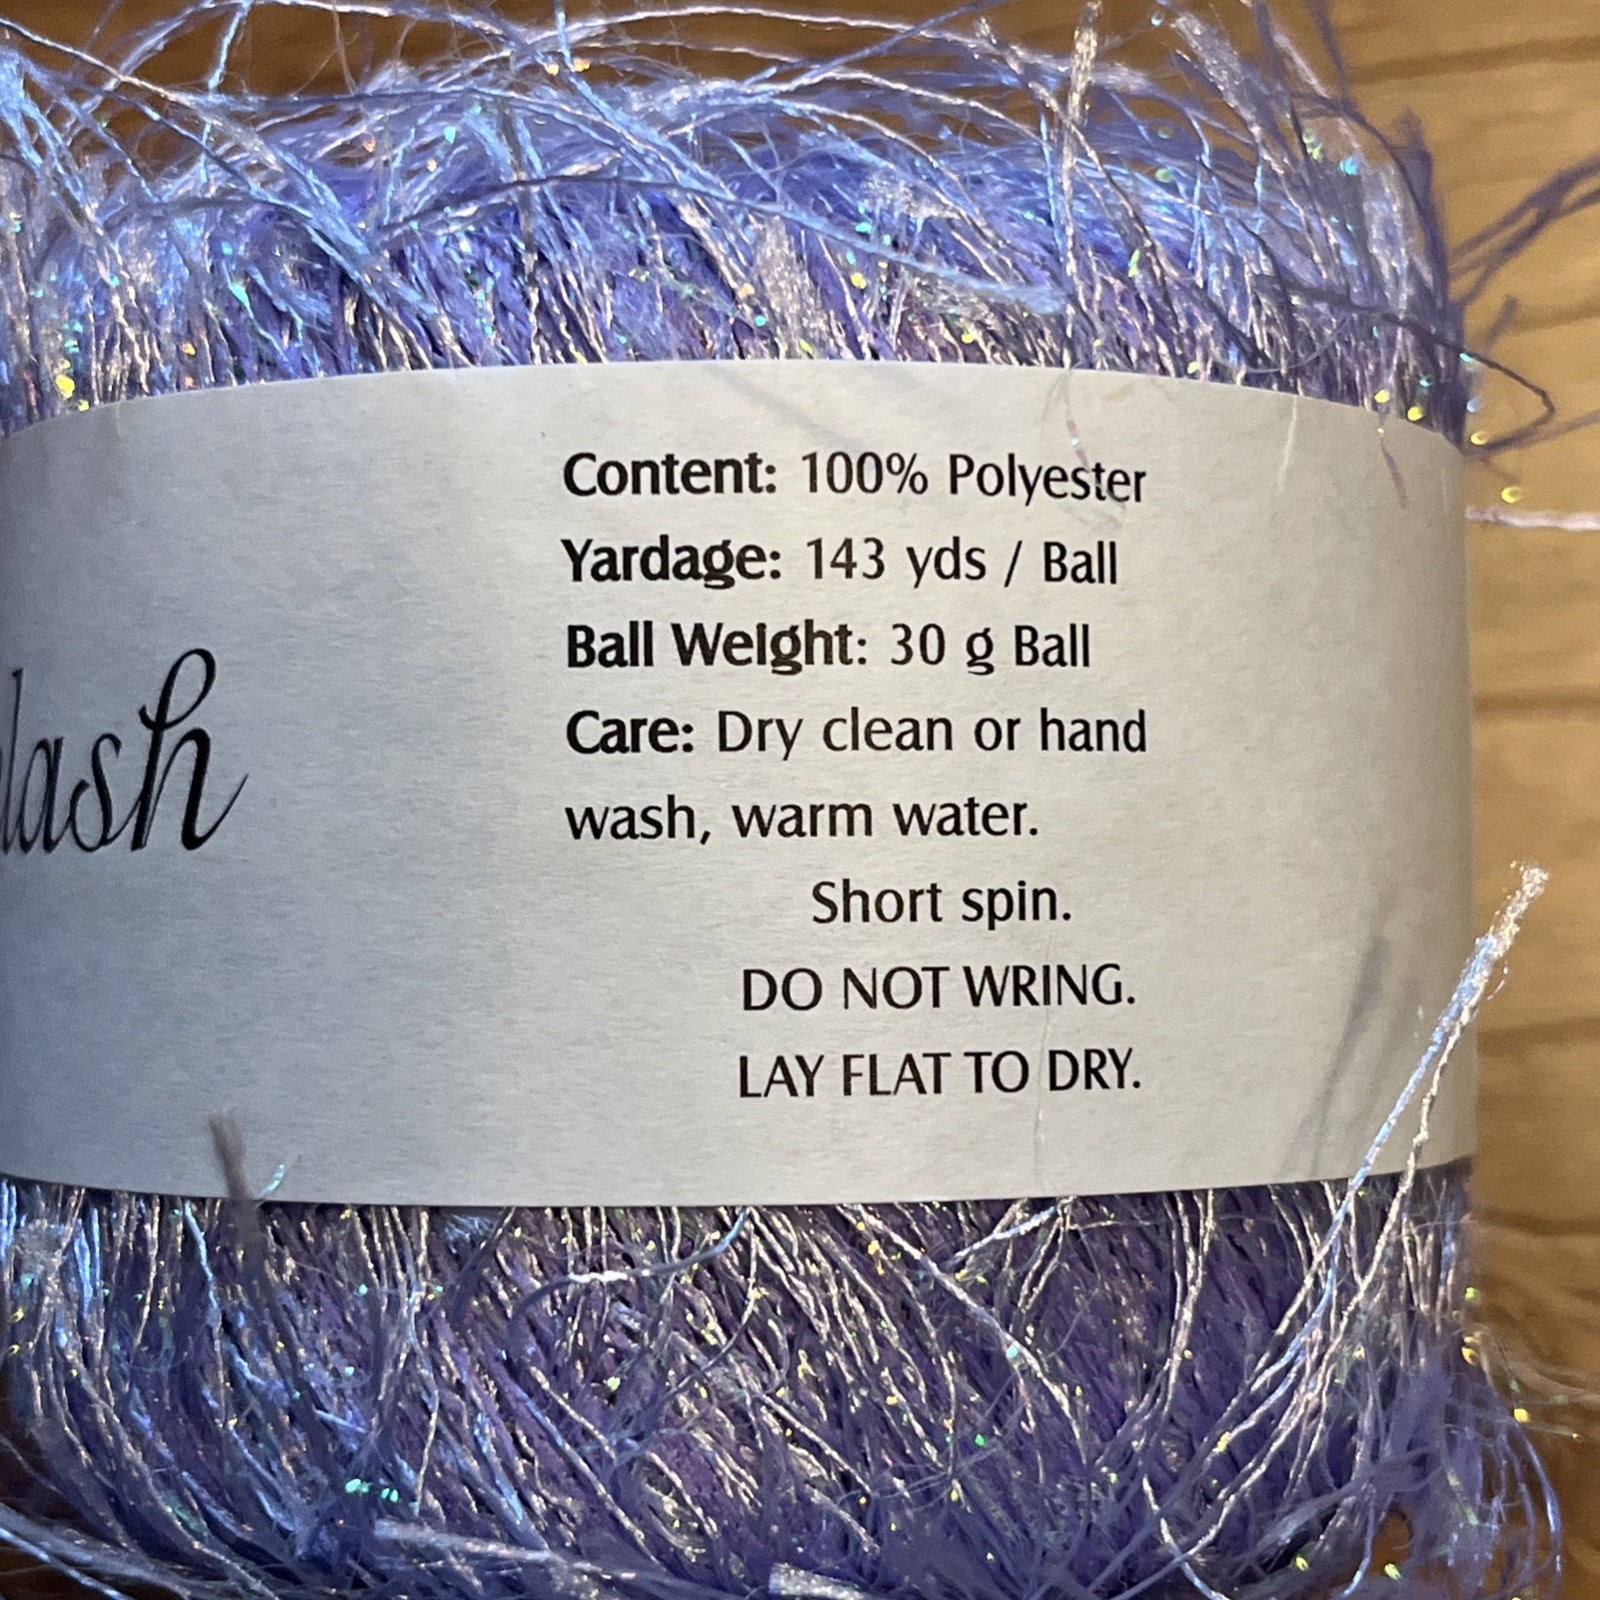 lash
Content: 100% Polyester
Yardage: 143 yds / Ball
Ball Weight: 30 g Ball
Care: Dry clean or hand
wash, warm water.
Short spin.
DO NOT WRING.
LAY FLAT TO DRY.